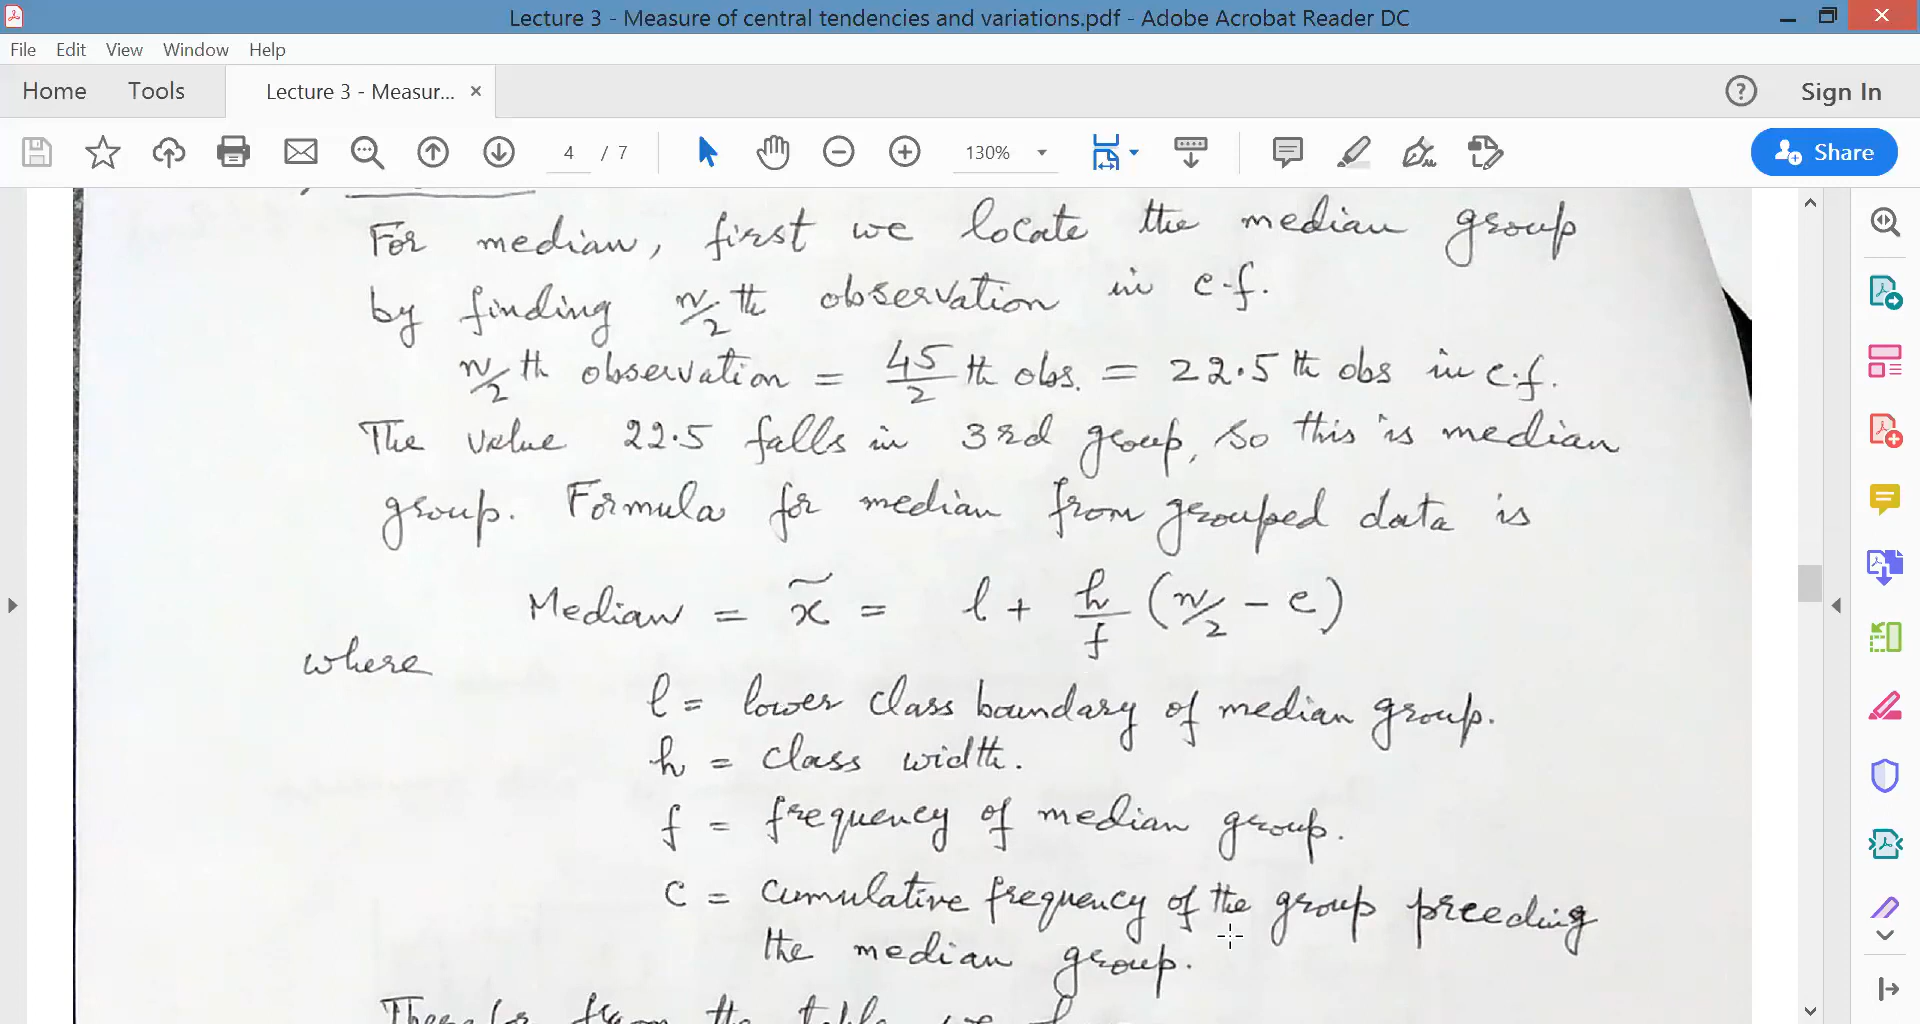 Lecture 3 - Measure of central tendencies and variations.pdf - Adobe Acrobat Reader DC
File Edit View Window Help
Home Tools Lecture 3 - Measur... × ? Sign In
4 / 7 130% Share
For median, first we locate the median group
by finding n/2 th observation in c.f.
n/2 th observation = 45/2 th obs. = 22.5 th obs in c.f.
The value 22.5 falls in 3rd group, so this is median
group. Formula for median from grouped data is
Median = x̃ = l + h/f (n/2 - c)
where
l = lower class boundary of median group.
h = class width.
f = frequency of median group.
c = cumulative frequency of the group preeding
the median group.
from the table we